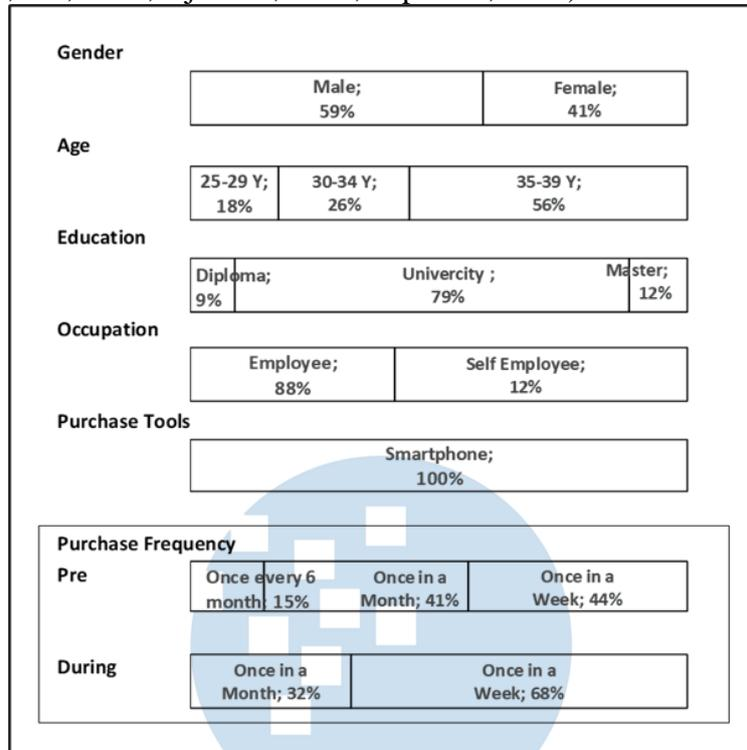 Gender
Male;
59%
Female;
41%
Age
25-29 Y;
18%
30-34 Y;
26%
35-39 Y;
56%
Education
Diploma;
9%
Univercity ;
79%
Master;
12%
Occupation
Employee;
88%
Self Employee;
12%
Purchase Tools
Smartphone;
100%
Purchase Frequency
Pre
Once every 6
month; 15%
Once in a
Month; 41%
Once in a
Week; 44%
During
Once in a
Month; 32%
Once in a
Week; 68%